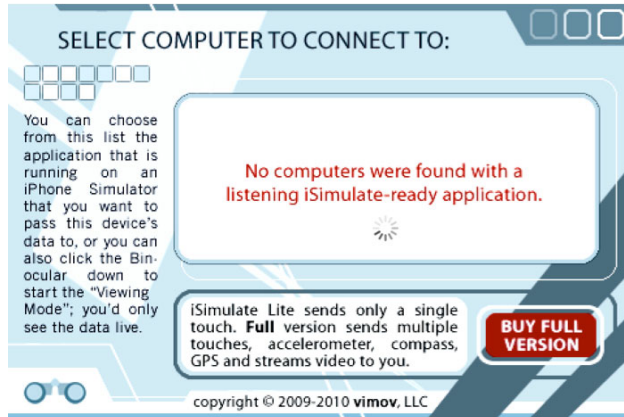 SELECT COMPUTER TO CONNECT TO:
You can choose
from this list the
application that is
running on an
iPhone Simulator
that you want to
pass this device's
data to, or you can
also click the Bin-
ocular down to
start the “Viewing
Mode”; you'd only
see the data live.
No computers were found with a
listening iSimulate-ready application.
iSimulate Lite sends only a single
touch. Full version sends multiple
touches, accelerometer, compass,
GPS and streams video to you.
BUY FULL
VERSION
copyright © 2009-2010 vimov, LLC